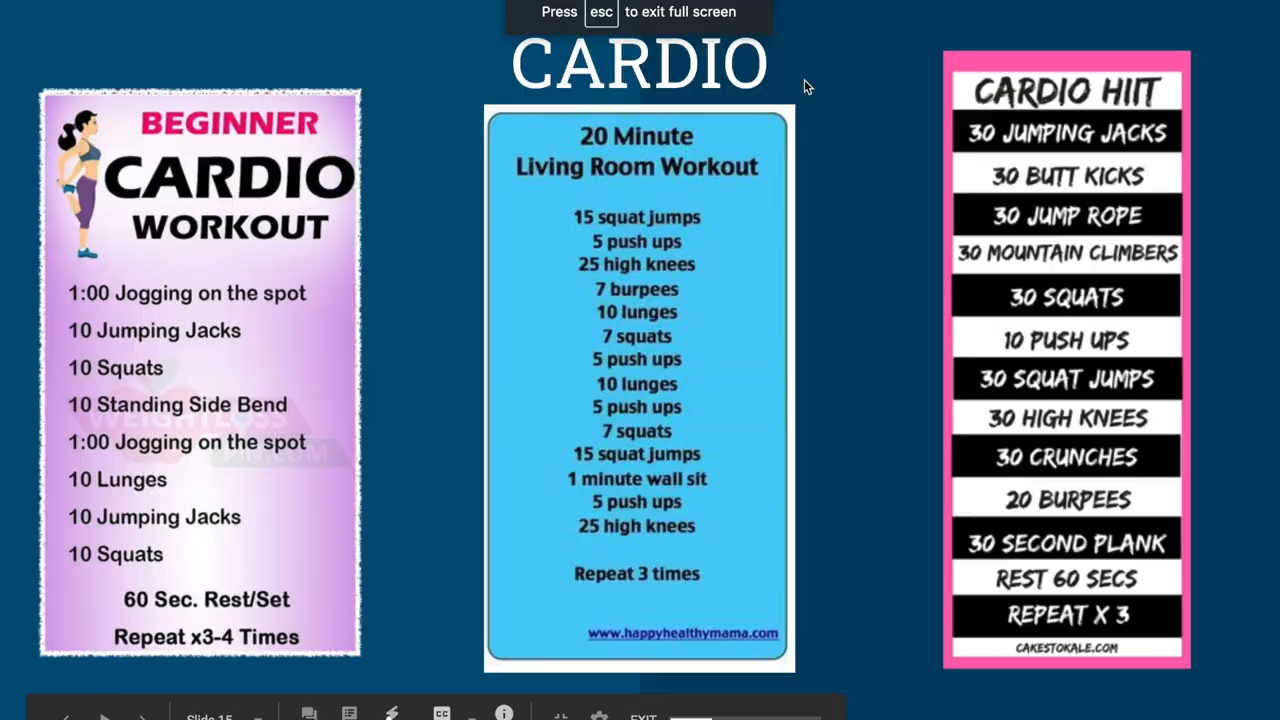 Press esc to exit full screen
CARDIO
BEGINNER
CARDIO
WORKOUT
1:00 Jogging on the spot
10 Jumping Jacks
10 Squats
10 Standing Side Bend
1:00 Jogging on the spot
10 Lunges
10 Jumping Jacks
10 Squats
60 Sec. Rest/Set
Repeat x3-4 Times
20 Minute
Living Room Workout
15 squat jumps
5 push ups
25 high knees
7 burpees
10 lunges
7 squats
5 push ups
10 lunges
5 push ups
7 squats
15 squat jumps
1 minute wall sit
5 push ups
25 high knees
Repeat 3 times
www.happyhealthymama.com
CARDIO HIIT
30 JUMPING JACKS
30 BUTT KICKS
30 JUMP ROPE
30 MOUNTAIN CLIMBERS
30 SQUATS
10 PUSH UPS
30 SQUAT JUMPS
30 HIGH KNEES
30 CRUNCHES
20 BURPEES
30 SECOND PLANK
REST 60 SECS
REPEAT X 3
CAKESTOKALE.COM
Slide 15
CC
EXIT